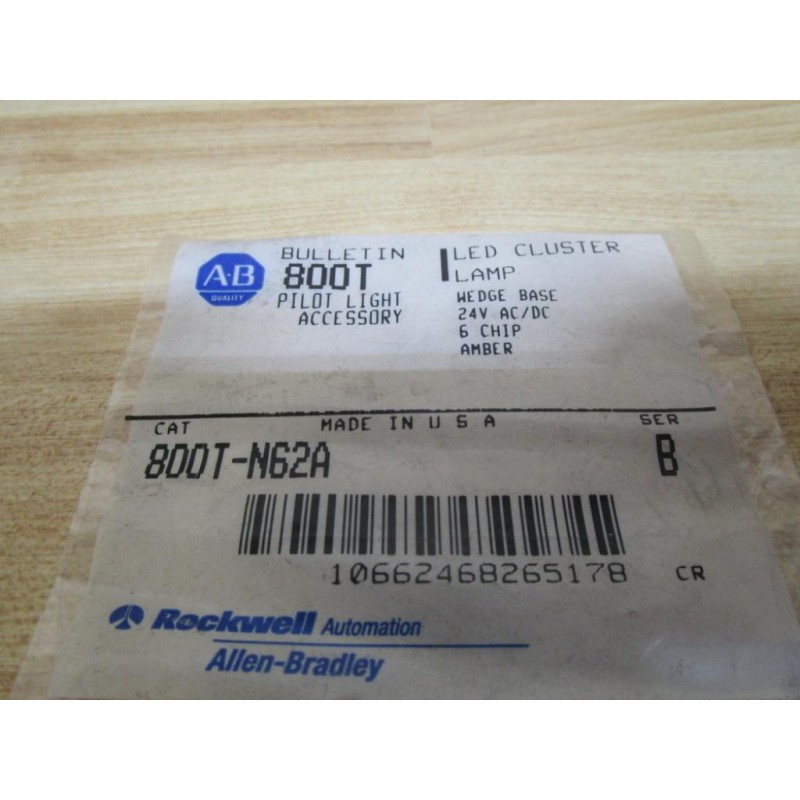 A·B
QUALITY
BULLETIN
800T
PILOT LIGHT
ACCESSORY
LED CLUSTER
LAMP
WEDGE BASE
24V AC/DC
6 CHIP
AMBER
CAT
MADE IN U S A
SER
800T-N62A
B
10662468265178
CR
Rockwell Automation
Allen-Bradley